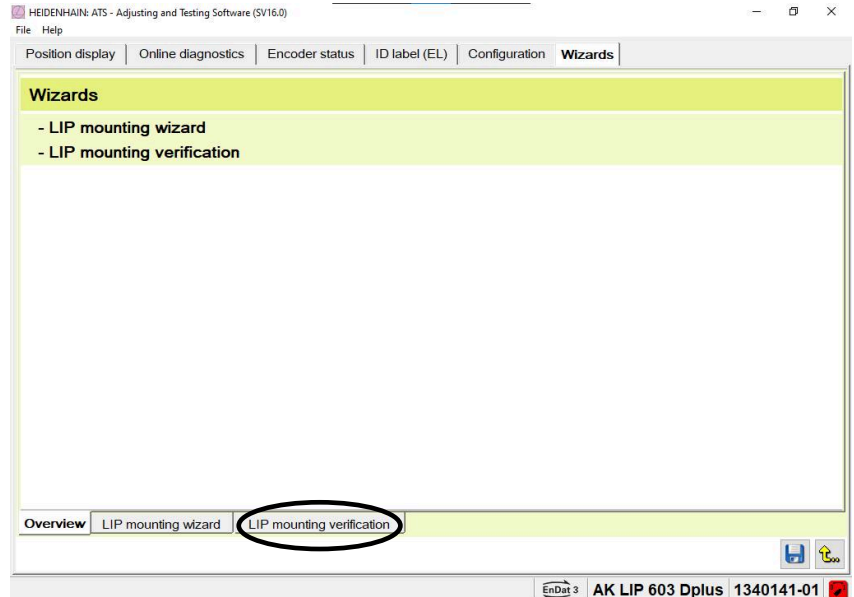 HEIDENHAIN: ATS - Adjusting and Testing Software (SV16.0)
File Help
Position display Online diagnostics Encoder status ID label (EL) Configuration Wizards
Wizards
- LIP mounting wizard
- LIP mounting verification
Overview LIP mounting wizard LIP mounting verification
EnDat 3 AK LIP 603 Dplus 1340141-01